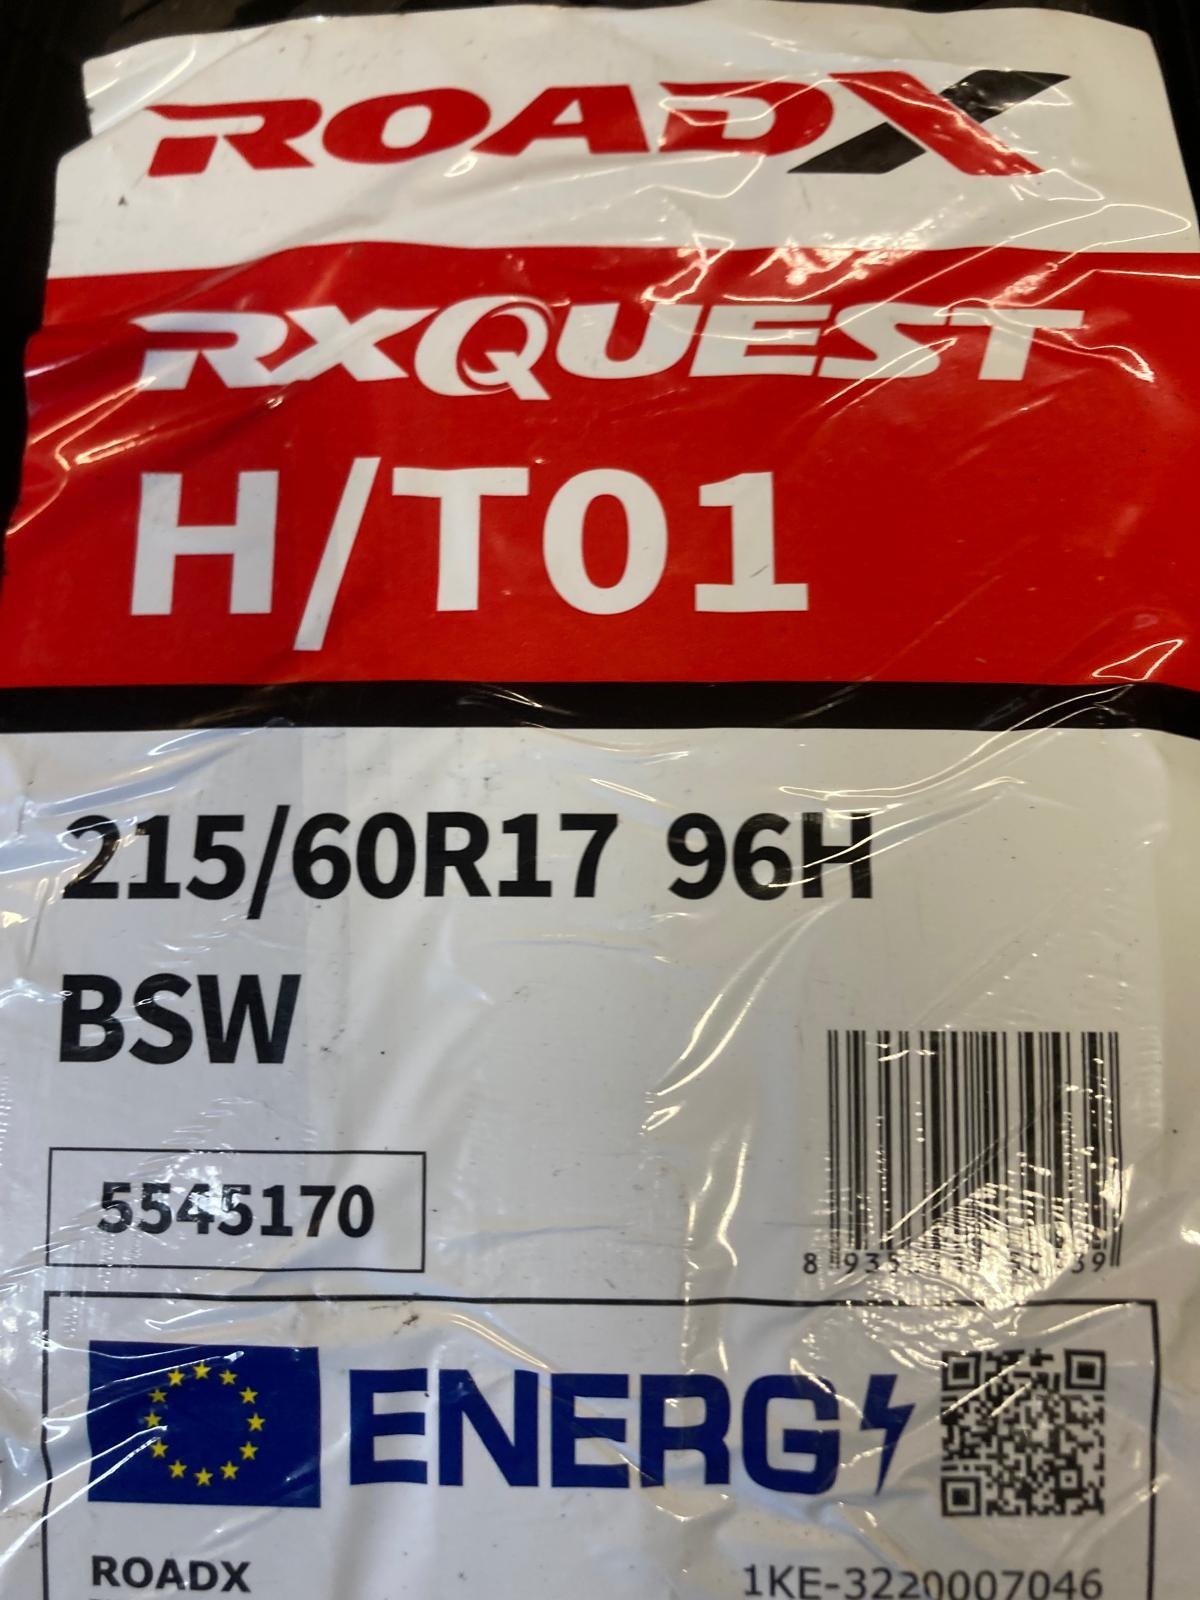 ROADX
RXQUEST
H/T01
215/60R17 96H
BSW
5545170
ENERG
ROADX
1KE-3220007046